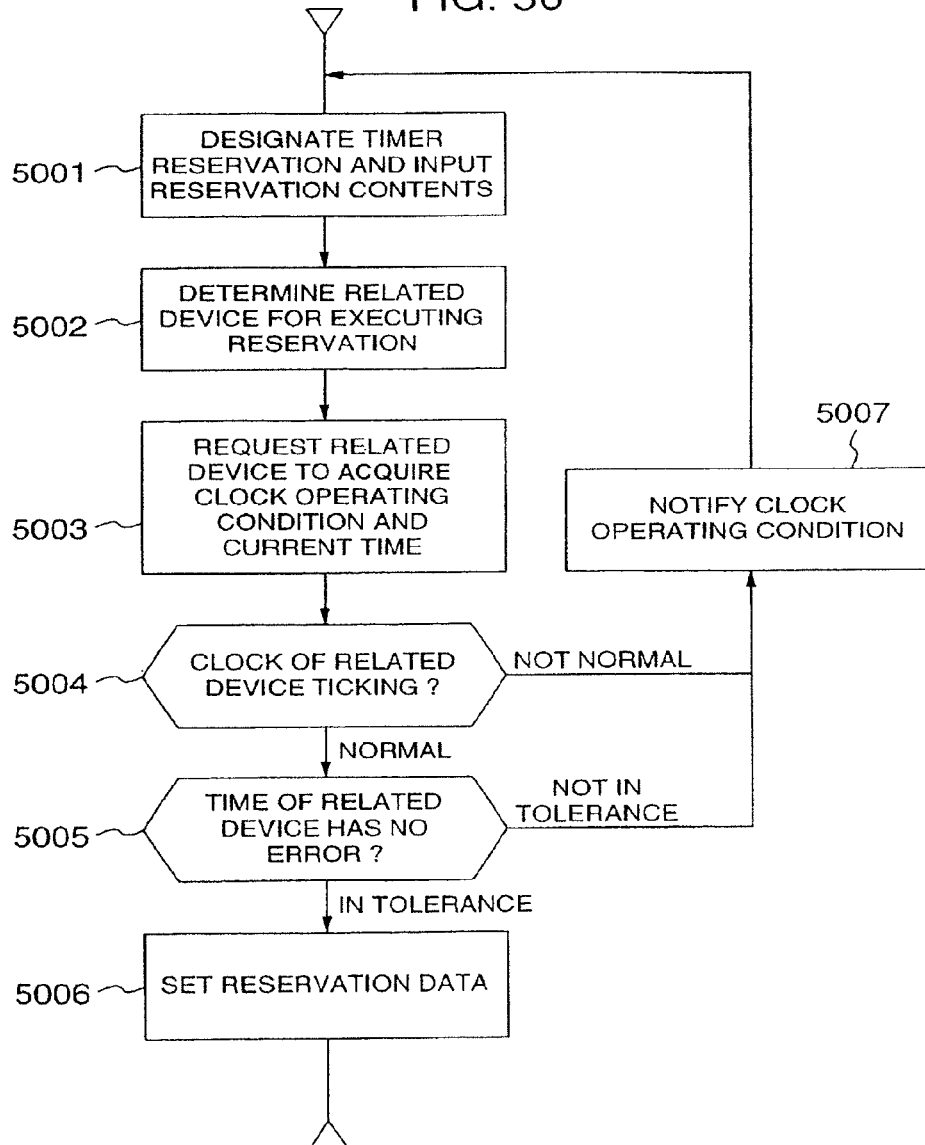 FIG. 50
5001
DESIGNATE TIMER
RESERVATION AND INPUT
RESERVATION CONTENTS
5002
DETERMINE RELATED
DEVICE FOR EXECUTING
RESERVATION
5003
REQUEST RELATED
DEVICE TO ACQUIRE
CLOCK OPERATING
CONDITION AND
CURRENT TIME
5007
NOTIFY CLOCK
OPERATING CONDITION
5004
CLOCK OF RELATED
DEVICE TICKING ?
NOT NORMAL
NORMAL
5005
TIME OF RELATED
DEVICE HAS NO
ERROR ?
NOT IN
TOLERANCE
IN TOLERANCE
5006
SET RESERVATION DATA